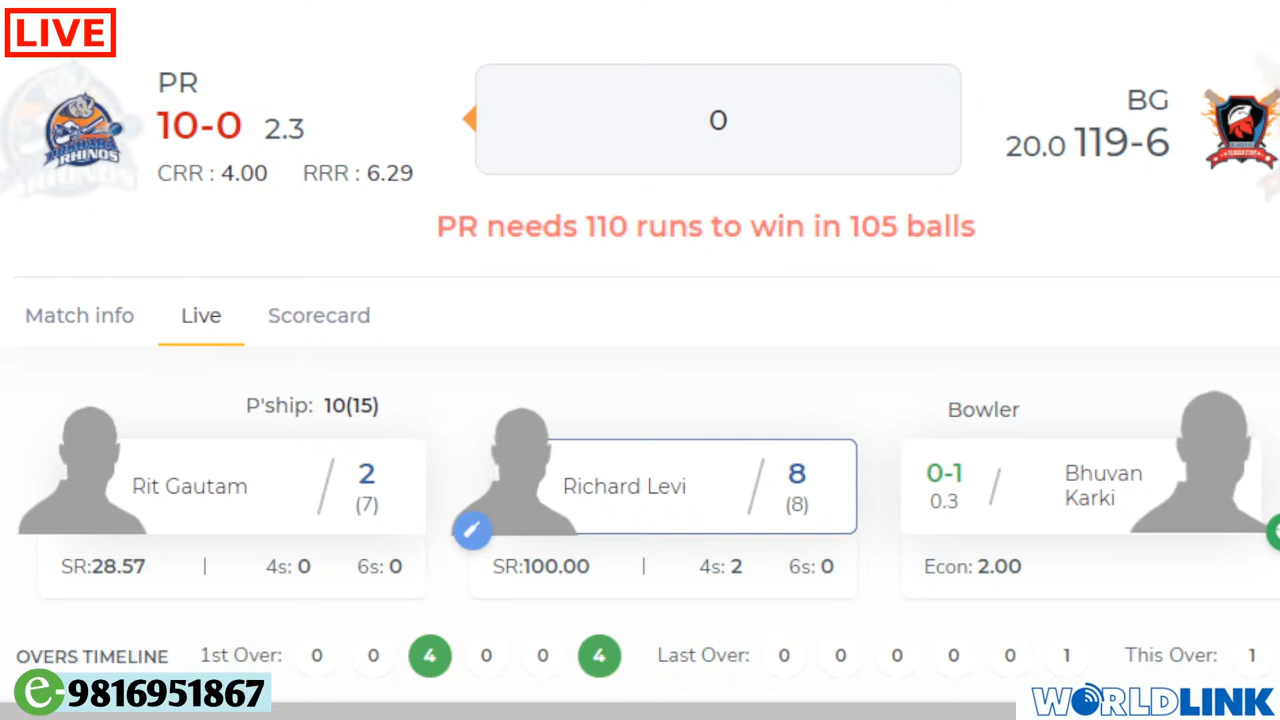 LIVE
PR
10-0 2.3
CRR : 4.00 RRR : 6.29
0
BG
20.0 119-6
RHINOS
PR needs 110 runs to win in 105 balls
Match info Live Scorecard
P'ship: 10(15)
Rit Gautam 2
(7)
SR:28.57 | 4s: 0 6s: 0
Richard Levi 8
(8)
SR:100.00 | 4s: 2 6s: 0
Bowler
0-1
0.3
Bhuvan
Karki
Econ: 2.00
OVERS TIMELINE 1st Over: 0 0 4 0 0 4 Last Over: 0 0 0 0 0 1 This Over: 1
e-9816951867
WORLDLINK